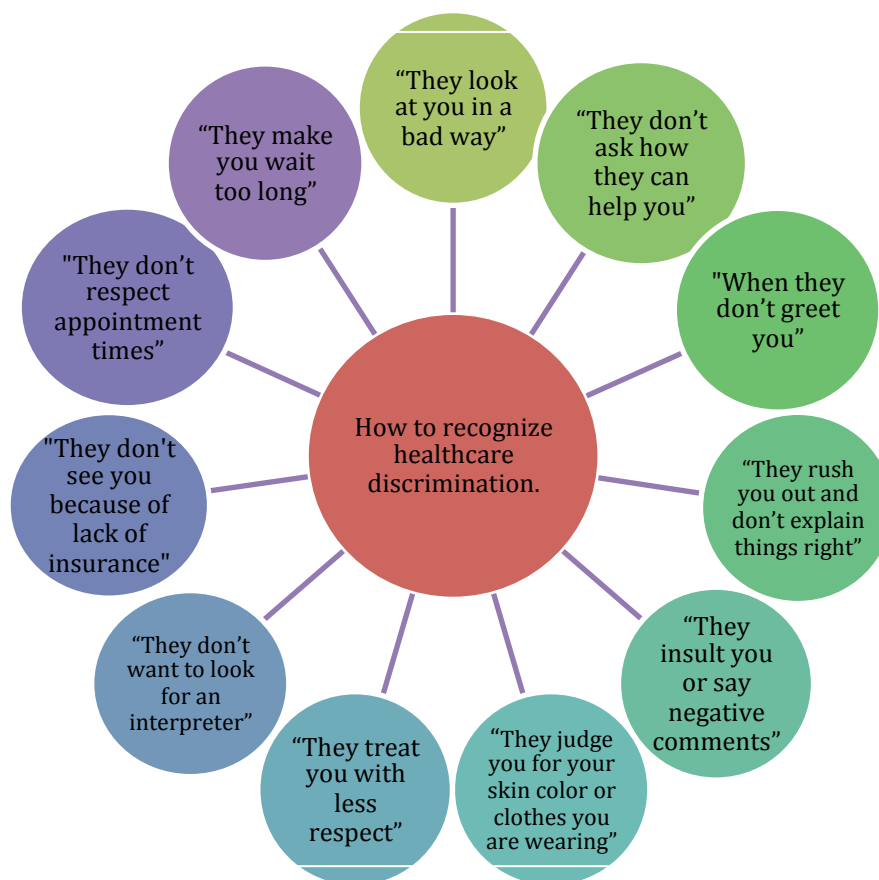 How to recognize
healthcare
discrimination.
“They look
at you in a
bad way”
“They don’t
ask how
they can
help you”
"When they
don’t greet
you”
“They rush
you out and
don’t explain
things right”
“They
insult you
or say
negative
comments”
“They judge
you for your
skin color or
clothes you
are wearing”
“They treat
you with
less
respect”
“They don’t
want to look
for an
interpreter”
"They don't
see you
because of
lack of
insurance"
"They don’t
respect
appointment
times”
“They make
you wait
too long”